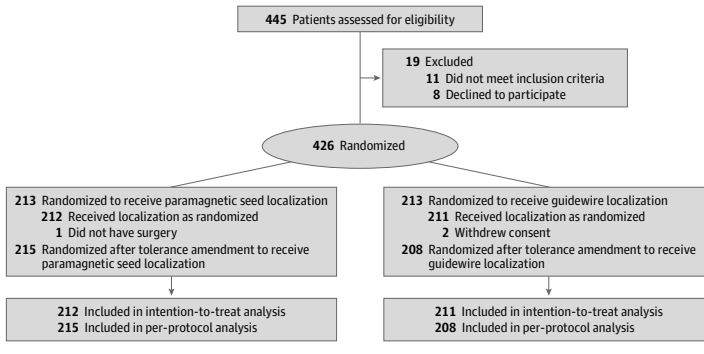 445 Patients assessed for eligibility
19 Excluded
11 Did not meet inclusion criteria
8 Declined to participate
426 Randomized
213 Randomized to receive paramagnetic seed localization
212 Received localization as randomized
1 Did not have surgery
215 Randomized after tolerance amendment to receive
paramagnetic seed localization
213 Randomized to receive guidewire localization
211 Received localization as randomized
2 Withdrew consent
208 Randomized after tolerance amendment to receive
guidewire localization
212 Included in intention-to-treat analysis
215 Included in per-protocol analysis
211 Included in intention-to-treat analysis
208 Included in per-protocol analysis